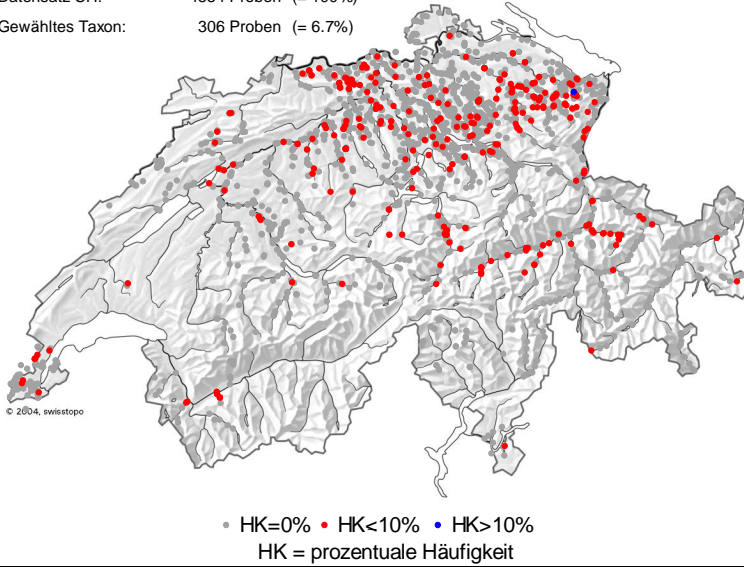 Gewähltes Taxon: 306 Proben (= 6.7%)
© 2004, swisstopo
HK=0% HK<10% HK>10%
HK = prozentuale Häufigkeit